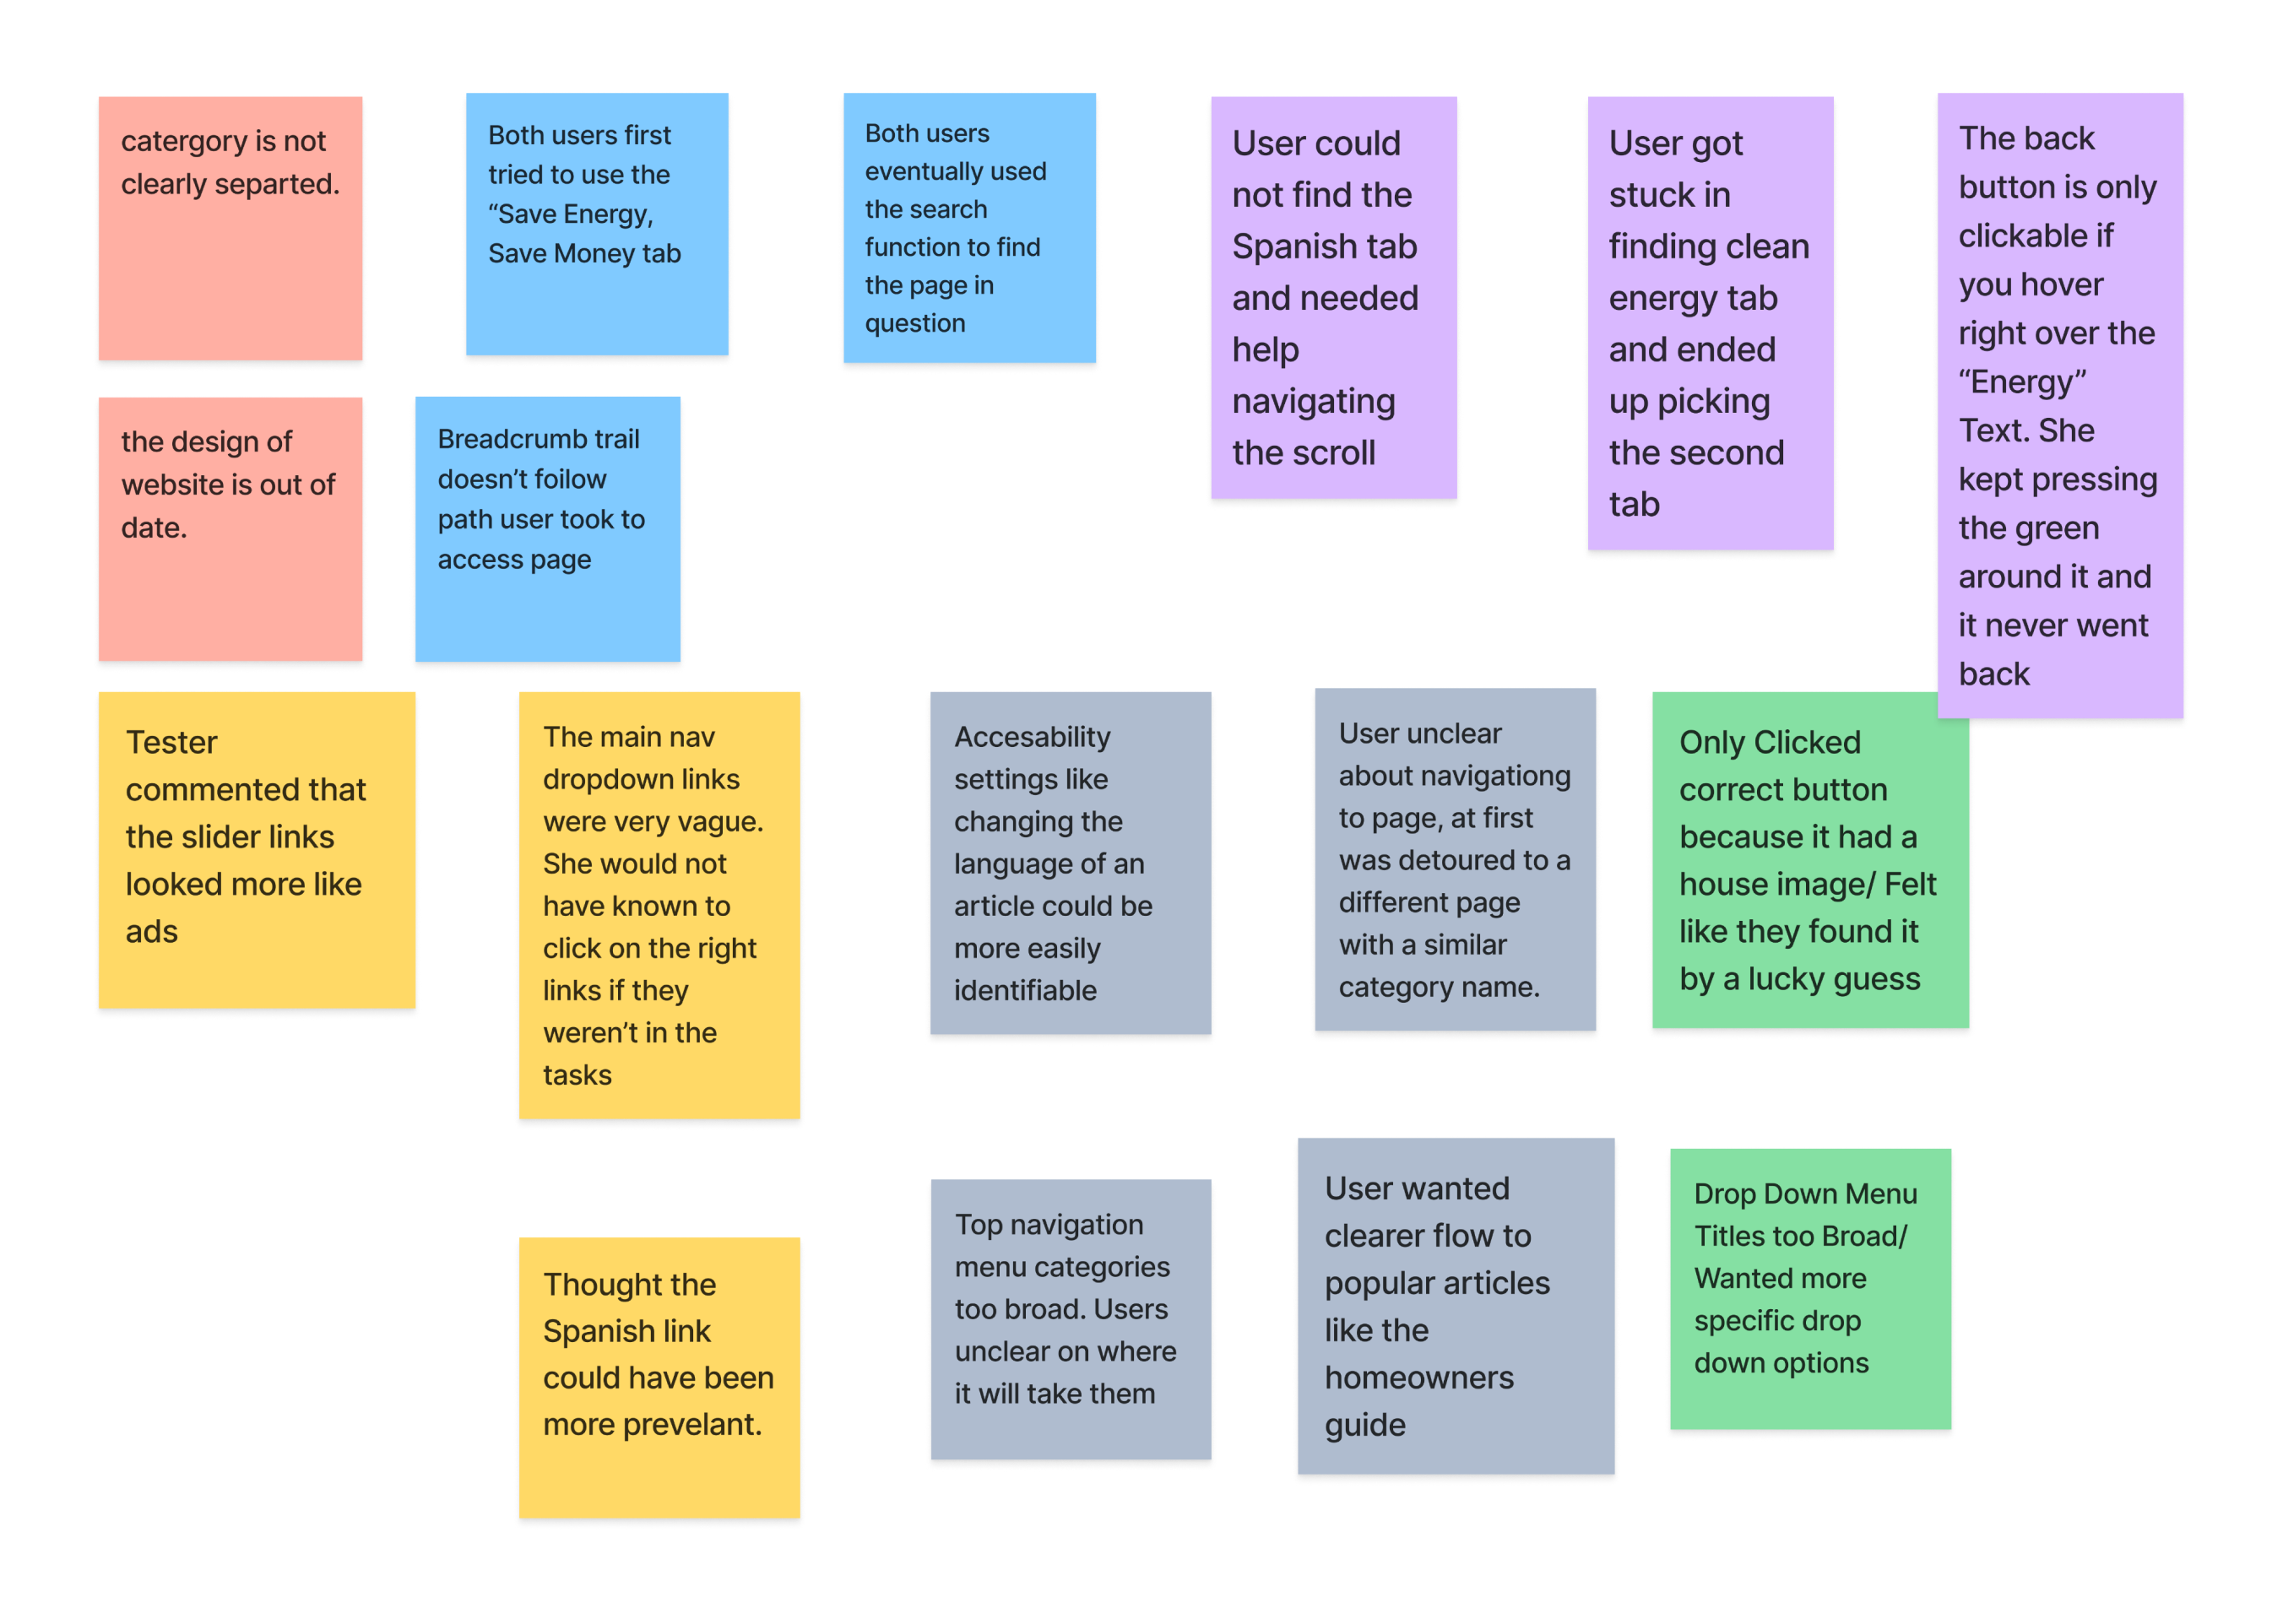 catergory is not
clearly separted.
Both users first
tried to use the
“Save Energy,
Save Money tab
Both users
eventually used
the search
function to find
the page in
question
User could
not find the
Spanish tab
and needed
help
navigating
the scroll
User got
stuck in
finding clean
energy tab
and ended
up picking
the second
tab
The back
button is only
clickable if
you hover
right over the
“Energy”
Text. She
kept pressing
the green
around it and
it never went
back
the design of
website is out of
date.
Breadcrumb trail
doesn’t foilow
path user took to
access page
Tester
commented that
the slider links
looked more like
ads
The main nav
dropdown links
were very vague.
She would not
have known to
click on the right
links if they
weren’t in the
tasks
Accesability
settings like
changing the
language of an
article could be
more easily
identifiable
User unclear
about navigationg
to page, at first
was detoured to a
different page
with a similar
category name.
Only Clicked
correct button
because it had a
house image/ Felt
like they found it
by a lucky guess
Thought the
Spanish link
could have been
more prevelant.
Top navigation
menu categories
too broad. Users
unclear on where
it will take them
User wanted
clearer flow to
popular articles
like the
homeowners
guide
Drop Down Menu
Titles too Broad/
Wanted more
specific drop
down options